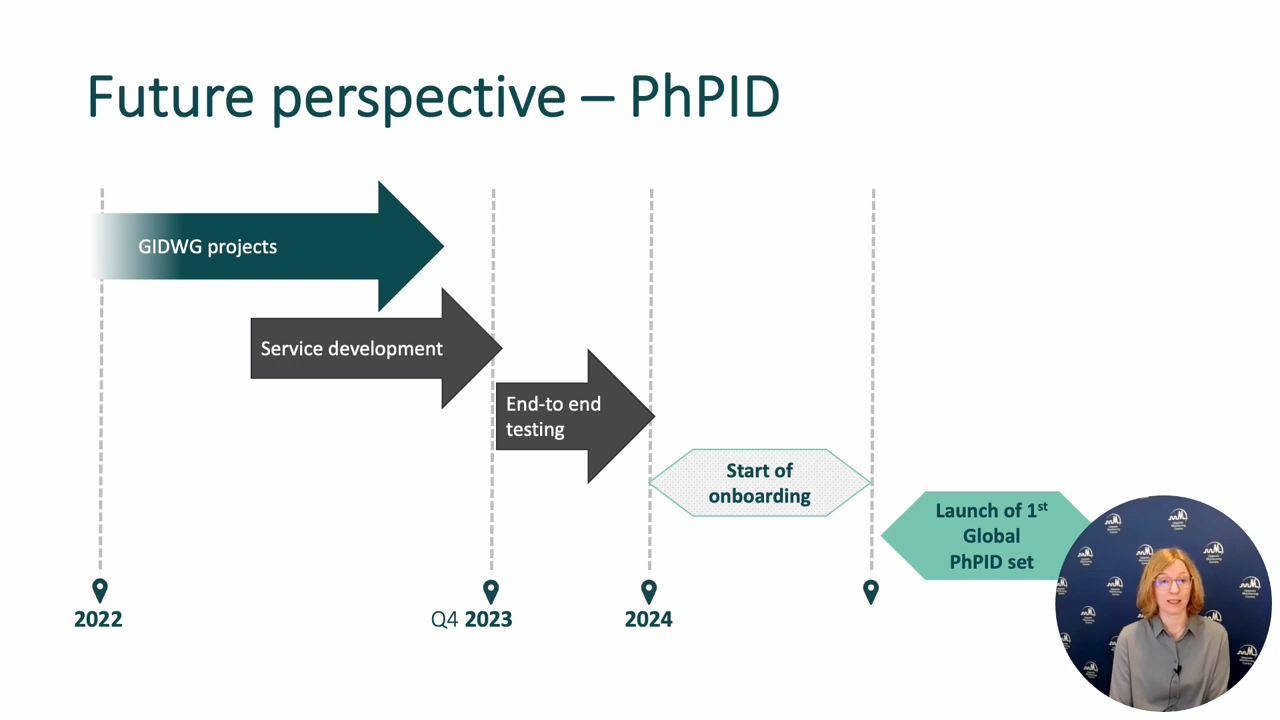 Future perspective – PhPID
GIDWG projects
Service development
End-to end
testing
Start of
onboarding
Launch of 1st
Global
PhPID set
2022
Q4 2023
2024